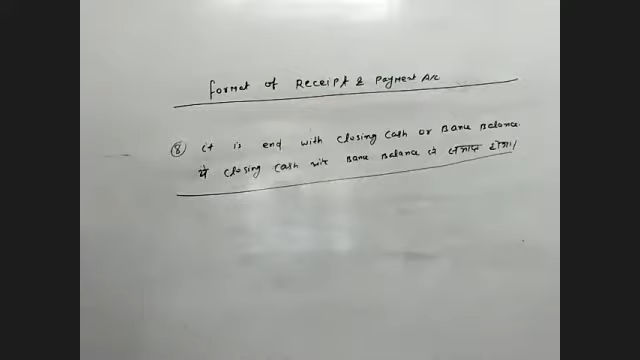 Format of Receipt & Payment A/c
⑧ it is end with closing cash or Bank Balance.
ये closing cash और Bank Balance से समाप्त होगा।